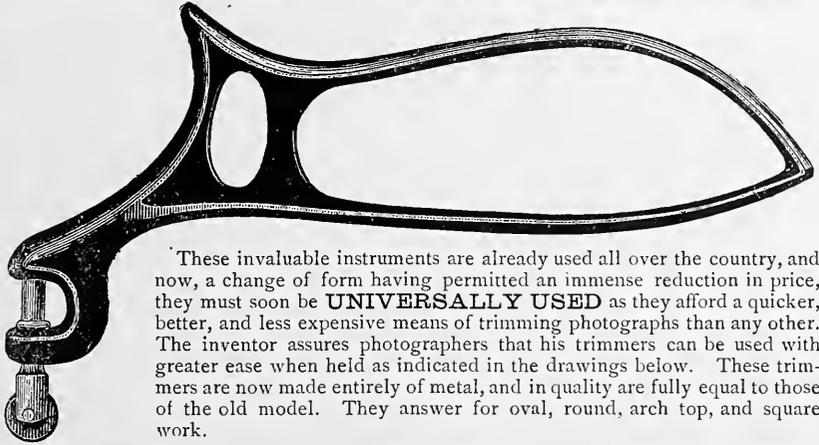 These invaluable instruments are already used all over the country, and
now, a change of form having permitted an immense reduction in price,
they must soon be UNIVERSALLY USED as they afford a quicker,
better, and less expensive means of trimming photographs than any other.
The inventor assures photographers that his trimmers can be used with
greater ease when held as indicated in the drawings below. These trim-
mers are now made entirely of metal, and in quality are fully equal to those
of the old model. They answer for oval, round, arch top, and square
work.